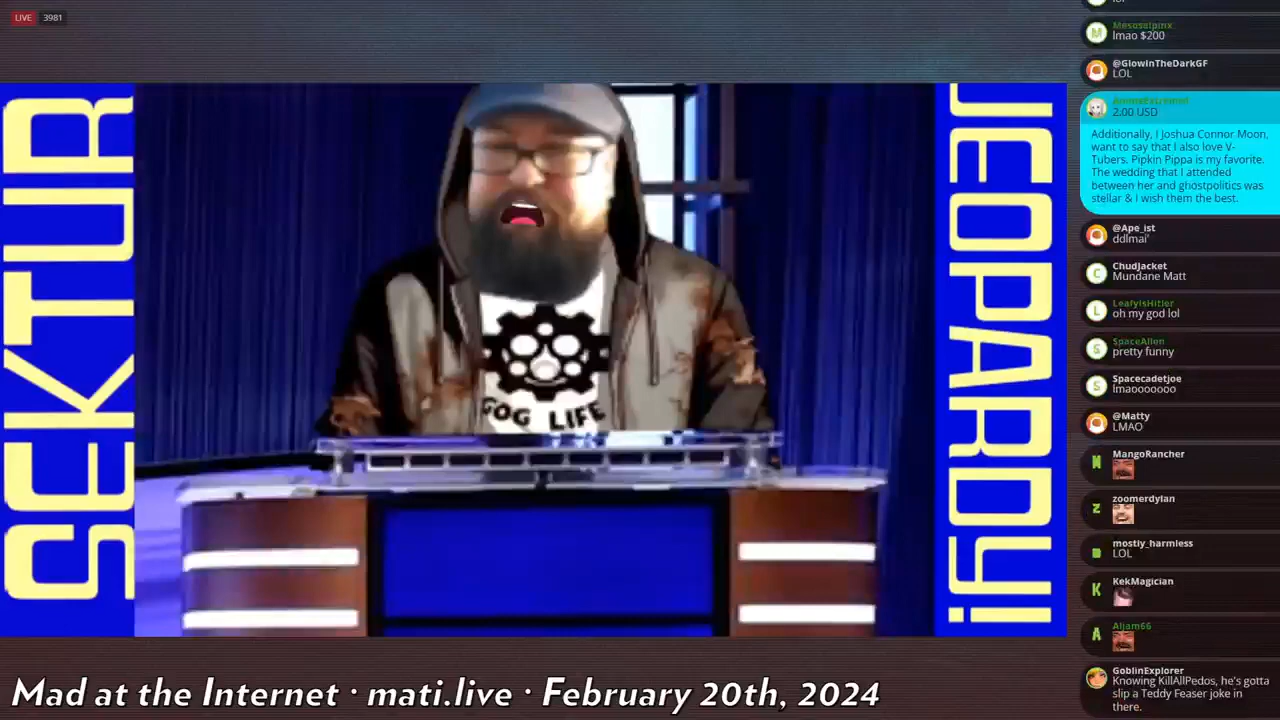 LIVE 3981
lol
Mesosalpinx
lmao $200
@GlowInTheDarkGF
LOL
2.00 USD
Additionally, I Joshua Connor Moon,
want to say that I also love V-
Tubers. Pipkin Pippa is my favorite.
The wedding that I attended
between her and ghostpolitics was
stellar & I wish them the best.
@Ape_ist
ddlmai'
ChudJacket
Mundane Matt
LeafyIsHitler
oh my god lol
SpaceAlien
pretty funny
Spacecadetjoe
lmaooooooo
@Matty
LMAO
MangoRancher
zoomerdylan
mostly_harmless
LOL
KekMagician
Aljam66
GoblinExplorer
Knowing KillAllPedos, he's gotta
slip a Teddy Feaser joke in
there.
SEKTUR
JEOPARDY!
GOG LIFE
Mad at the Internet · mati.live · February 20th, 2024